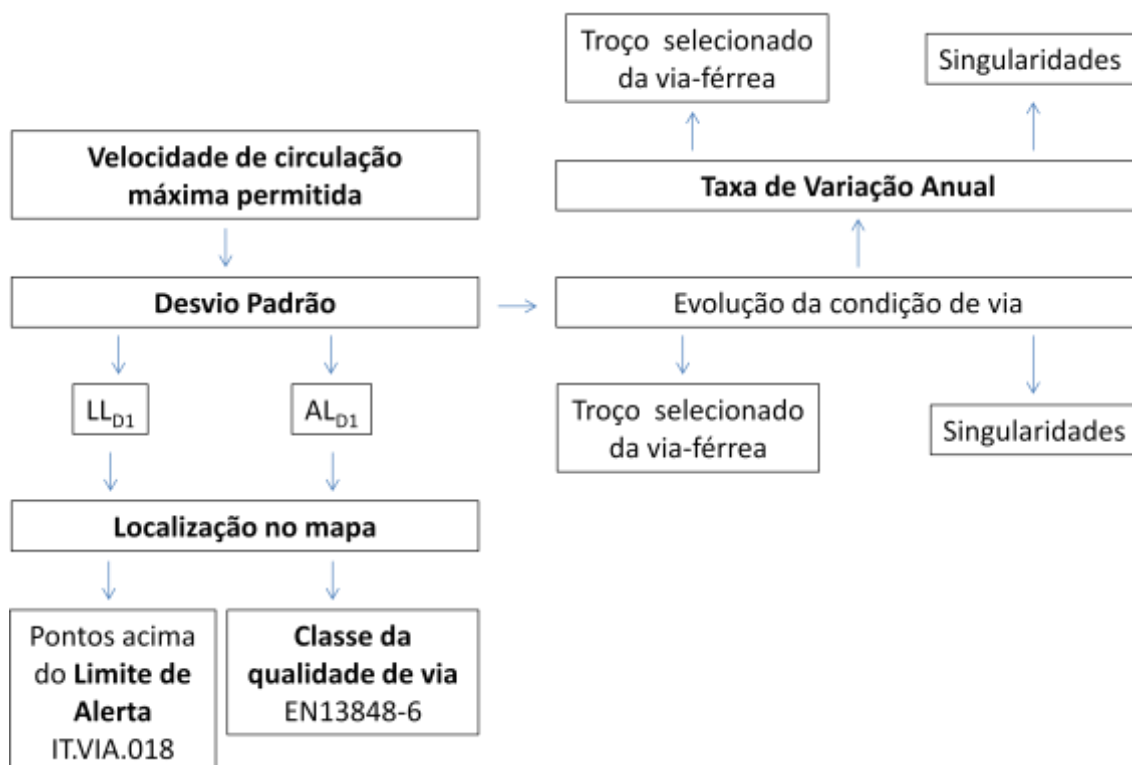 Troço selecionado
da via-férrea
Singularidades
Velocidade de circulação
máxima permitida
Taxa de Variação Anual
Desvio Padrão
Evolução da condição de via
LL_D1
AL_D1
Troço selecionado
da via-férrea
Singularidades
Localização no mapa
Pontos acima
do Limite de
Alerta
IT.VIA.018
Classe da
qualidade de via
EN13848-6